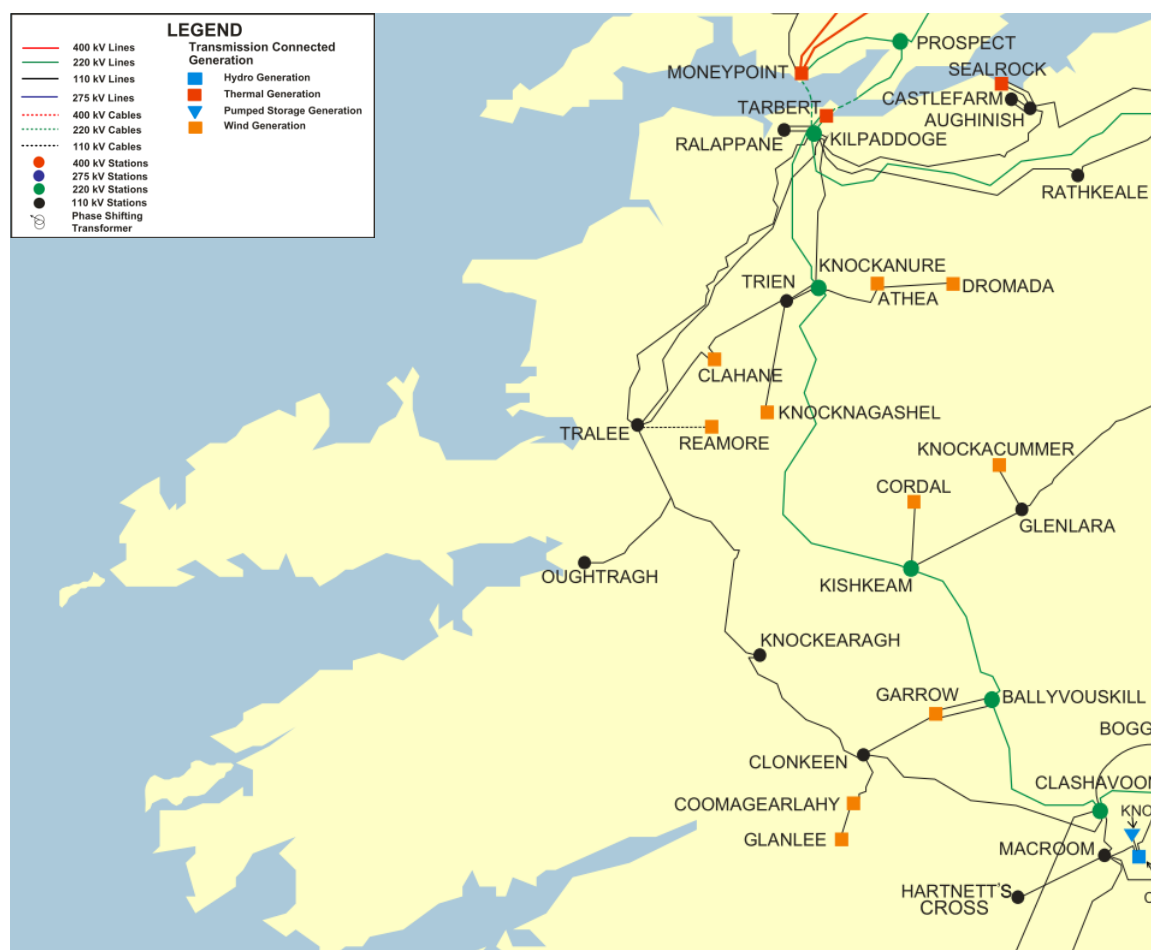 LEGEND
400 kV Lines
220 kV Lines
110 kV Lines
275 kV Lines
400 kV Cables
220 kV Cables
110 kV Cables
400 kV Stations
275 kV Stations
220 kV Stations
110 kV Stations
Phase Shifting
Transformer
Transmission Connected
Generation
Hydro Generation
Thermal Generation
Pumped Storage Generation
Wind Generation
PROSPECT
MONEYPOINT
SEALROCK
CASTLEFARM
TARBERT
AUGHINISH
RALAPPANE
KILPADDOGE
RATHKEALE
KNOCKANURE
TRIEN
ATHEA
DROMADA
CLAHANE
KNOCKNAGASHEL
TRALEE
REAMORE
KNOCKACUMMER
CORDAL
GLENLARA
OUGHTRAGH
KISHKEAM
KNOCKEARAGH
GARROW
BALLYVOUSKILL
BOGG
CLONKEEN
CLASHAVOON
COOMAGEARLAHY
KNO
GLANLEE
MACROOM
HARTNETT'S
CROSS